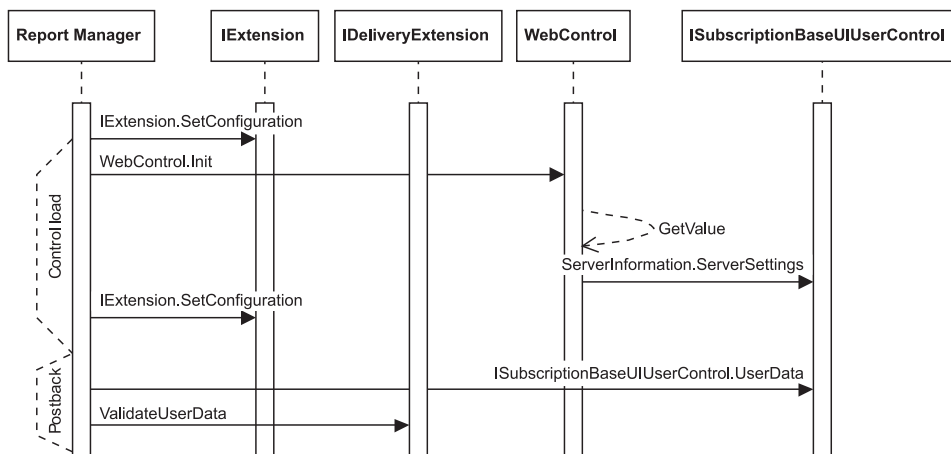 Report Manager
IExtension
IDeliveryExtension
WebControl
ISubscriptionBaseUIUserControl
IExtension.SetConfiguration
WebControl.Init
Control load
GetValue
ServerInformation.ServerSettings
IExtension.SetConfiguration
Postback
ISubscriptionBaseUIUserControl.UserData
ValidateUserData